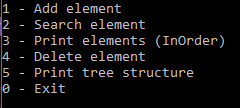 1 - Add element
2 - Search element
3 - Print elements (InOrder)
4 - Delete element
5 - Print tree structure
0 - Exit